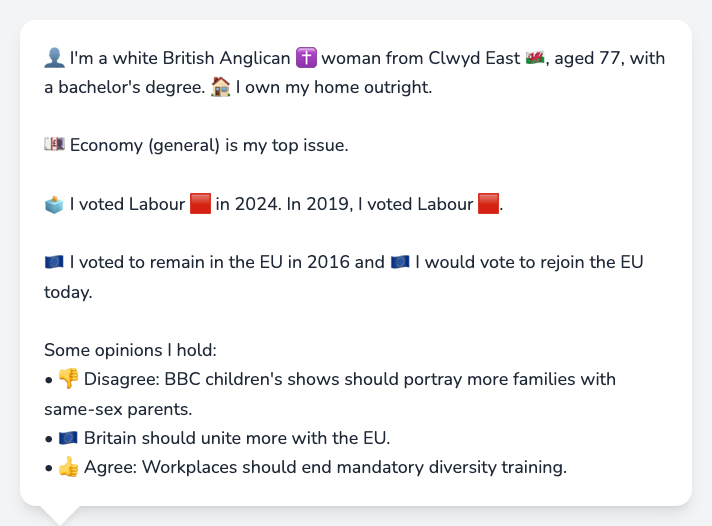 👤 I'm a white British Anglican ✝️ woman from Clwyd East 🏴󠁧󠁢󠁷󠁬󠁳󠁿, aged 77, with
a bachelor's degree. 🏠 I own my home outright.
💷 Economy (general) is my top issue.
🗳️ I voted Labour 🟥 in 2024. In 2019, I voted Labour 🟥.
🇪🇺 I voted to remain in the EU in 2016 and 🇪🇺 I would vote to rejoin the EU
today.
Some opinions I hold:
• 👎 Disagree: BBC children's shows should portray more families with
same-sex parents.
• 🇪🇺 Britain should unite more with the EU.
• 👍 Agree: Workplaces should end mandatory diversity training.